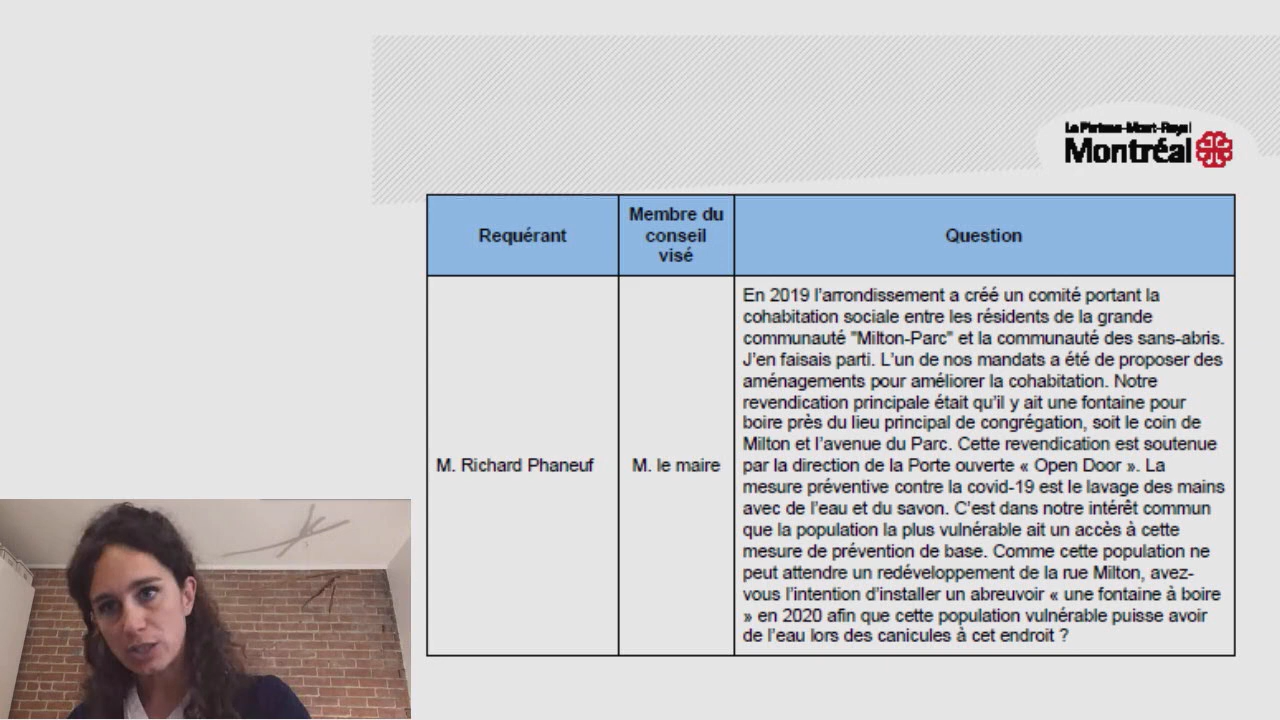 Le Plateau-Mont-Royal
Montréal
Requérant
Membre du
conseil
visé
Question
M. Richard Phaneuf
M. le maire
En 2019 l'arrondissement a créé un comité portant la
cohabitation sociale entre les résidents de la grande
communauté "Milton-Parc" et la communauté des sans-abris.
J'en faisais parti. L'un de nos mandats a été de proposer des
aménagements pour améliorer la cohabitation. Notre
revendication principale était qu'il y ait une fontaine pour
boire près du lieu principal de congrégation, soit le coin de
Milton et l'avenue du Parc. Cette revendication est soutenue
par la direction de la Porte ouverte « Open Door ». La
mesure préventive contre la covid-19 est le lavage des mains
avec de l'eau et du savon. C'est dans notre intérêt commun
que la population la plus vulnérable ait un accès à cette
mesure de prévention de base. Comme cette population ne
peut attendre un redéveloppement de la rue Milton, avez-
vous l'intention d'installer un abreuvoir « une fontaine à boire
» en 2020 afin que cette population vulnérable puisse avoir
de l'eau lors des canicules à cet endroit ?